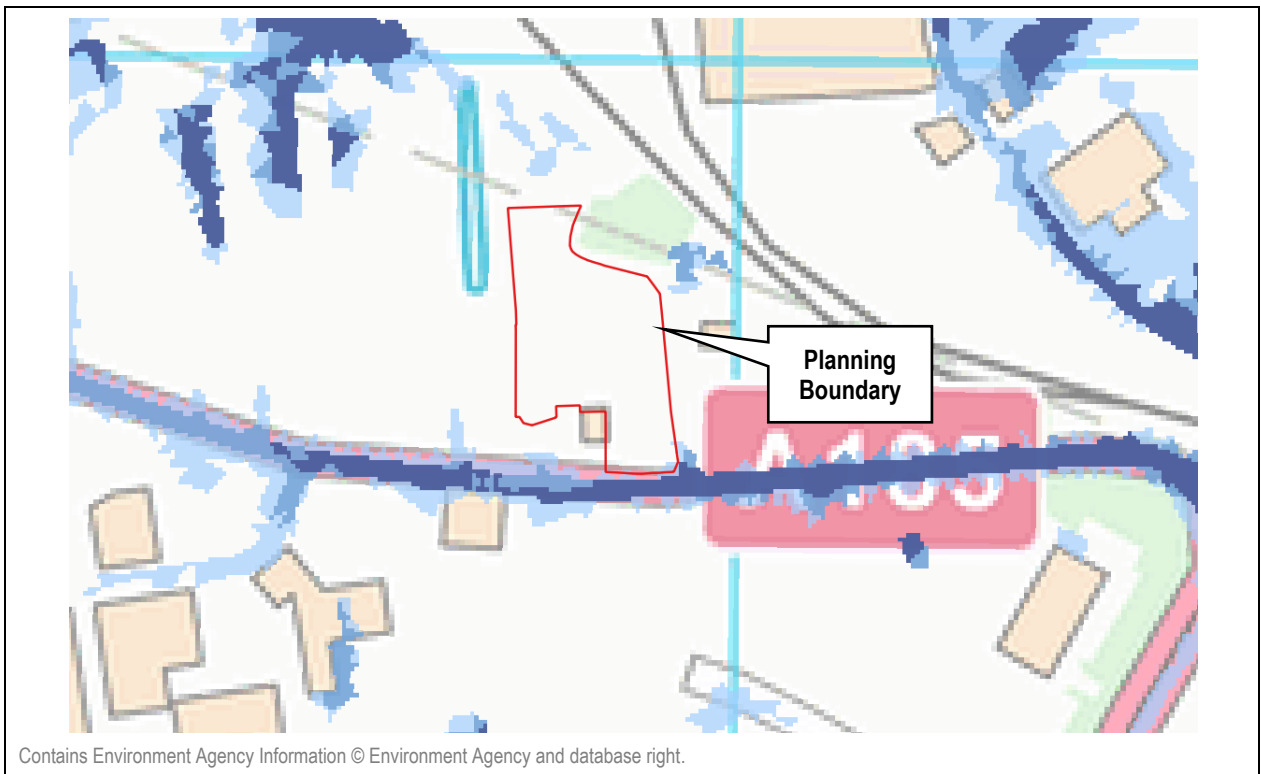 Planning
Boundary
Contains Environment Agency Information © Environment Agency and database right.